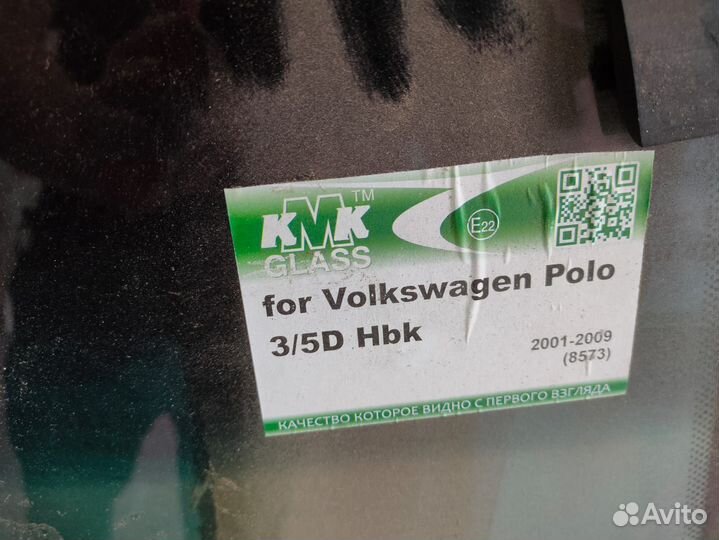 KMK™
GLASS
E22
for Volkswagen Polo
3/5D Hbk
2001-2009
(8573)
КАЧЕСТВО КОТОРОЕ ВИДНО С ПЕРВОГО ВЗГЛЯДА
Avito